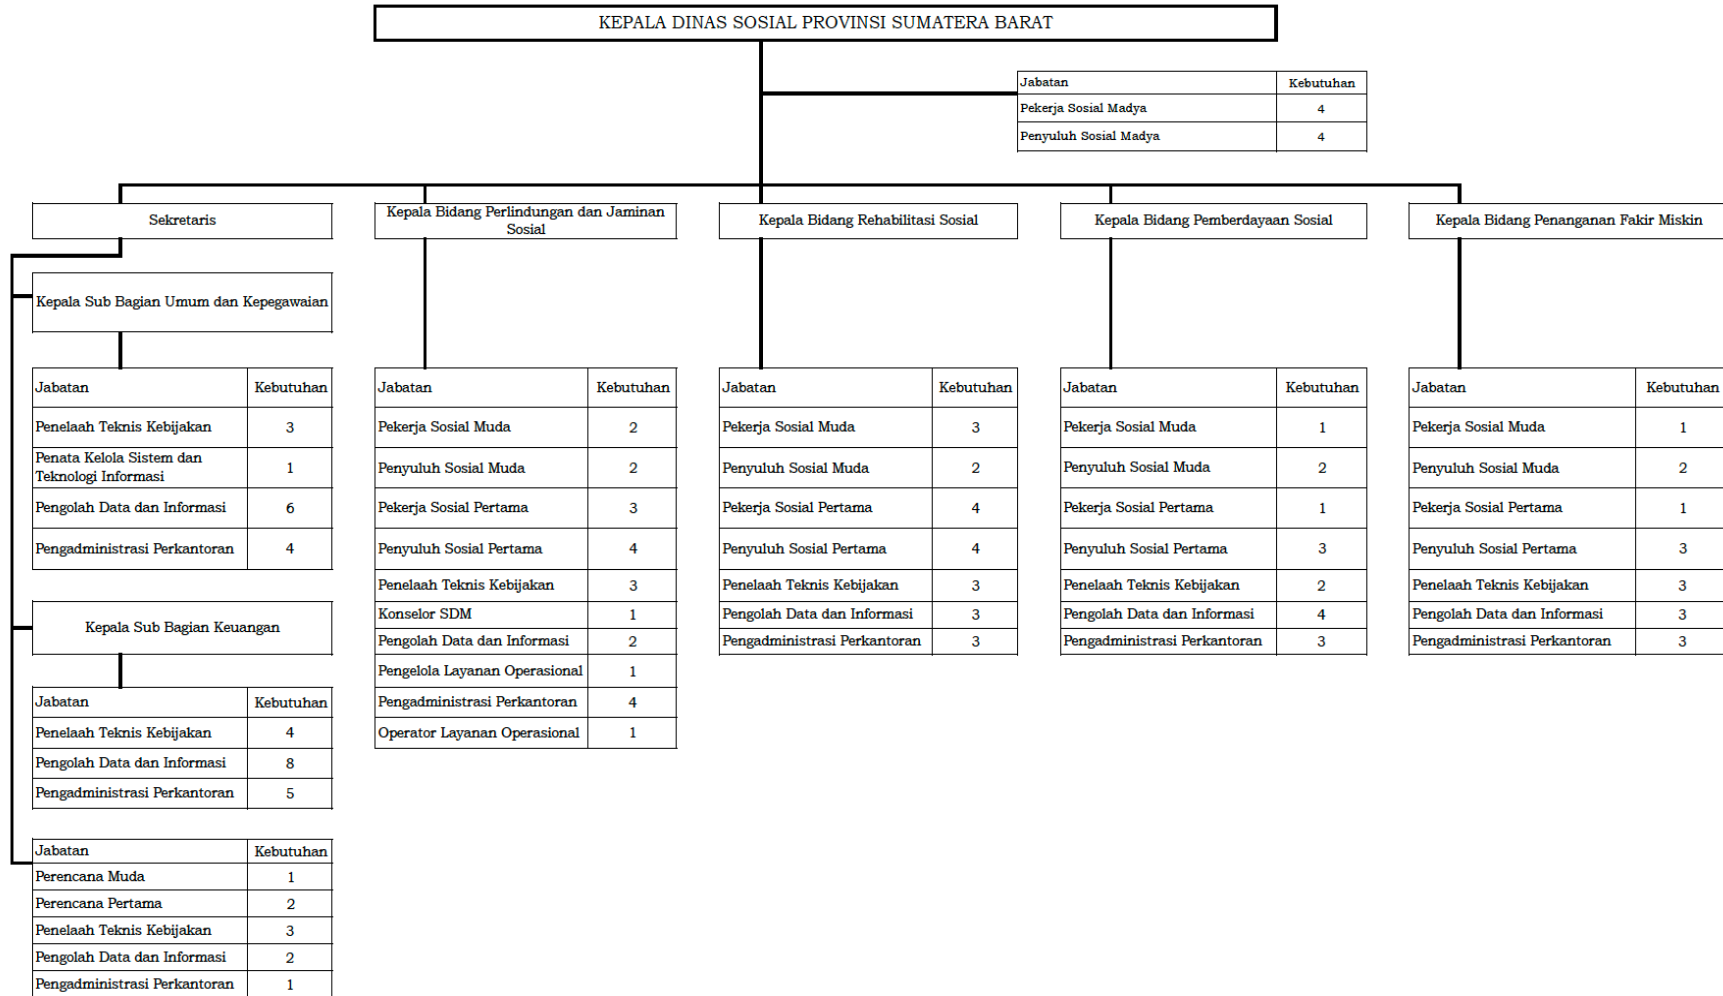 KEPALA DINAS SOSIAL PROVINSI SUMATERA BARAT
Jabatan Kebutuhan
Pekerja Sosial Madya 4
Penyuluh Sosial Madya 4
Sekretaris
Kepala Sub Bagian Umum dan Kepegawaian
Jabatan Kebutuhan
Penelaah Teknis Kebijakan 3
Penata Kelola Sistem dan
Teknologi Informasi 1
Pengolah Data dan Informasi 6
Pengadministrasi Perkantoran 4
Kepala Sub Bagian Keuangan
Jabatan Kebutuhan
Penelaah Teknis Kebijakan 4
Pengolah Data dan Informasi 8
Pengadministrasi Perkantoran 5
Jabatan Kebutuhan
Perencana Muda 1
Perencana Pertama 2
Penelaah Teknis Kebijakan 3
Pengolah Data dan Informasi 2
Pengadministrasi Perkantoran 1
Kepala Bidang Perlindungan dan Jaminan
Sosial
Jabatan Kebutuhan
Pekerja Sosial Muda 2
Penyuluh Sosial Muda 2
Pekerja Sosial Pertama 3
Penyuluh Sosial Pertama 4
Penelaah Teknis Kebijakan 3
Konselor SDM 1
Pengolah Data dan Informasi 2
Pengelola Layanan Operasional 1
Pengadministrasi Perkantoran 4
Operator Layanan Operasional 1
Kepala Bidang Rehabilitasi Sosial
Jabatan Kebutuhan
Pekerja Sosial Muda 3
Penyuluh Sosial Muda 2
Pekerja Sosial Pertama 4
Penyuluh Sosial Pertama 4
Penelaah Teknis Kebijakan 3
Pengolah Data dan Informasi 3
Pengadministrasi Perkantoran 3
Kepala Bidang Pemberdayaan Sosial
Jabatan Kebutuhan
Pekerja Sosial Muda 1
Penyuluh Sosial Muda 2
Pekerja Sosial Pertama 1
Penyuluh Sosial Pertama 3
Penelaah Teknis Kebijakan 2
Pengolah Data dan Informasi 4
Pengadministrasi Perkantoran 3
Kepala Bidang Penanganan Fakir Miskin
Jabatan Kebutuhan
Pekerja Sosial Muda 1
Penyuluh Sosial Muda 2
Pekerja Sosial Pertama 1
Penyuluh Sosial Pertama 3
Penelaah Teknis Kebijakan 3
Pengolah Data dan Informasi 3
Pengadministrasi Perkantoran 3